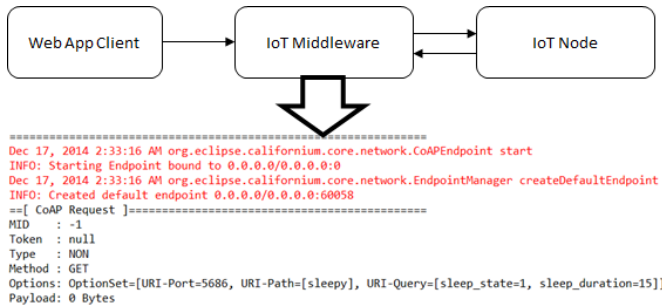 Web App Client
IoT Middleware
IoT Node
===============================================================
Dec 17, 2014 2:33:16 AM org.eclipse.californium.core.network.CoAPEndpoint start
INFO: Starting Endpoint bound to 0.0.0.0/0.0.0.0:0
Dec 17, 2014 2:33:16 AM org.eclipse.californium.core.network.EndpointManager createDefaultEndpoint
INFO: Created default endpoint 0.0.0.0/0.0.0.0:60058
==[ CoAP Request ]=============================================
MID    : -1
Token  : null
Type   : NON
Method : GET
Options: OptionSet=[URI-Port=5686, URI-Path=[sleepy], URI-Query=[sleep_state=1, sleep_duration=15]]
Payload: 0 Bytes